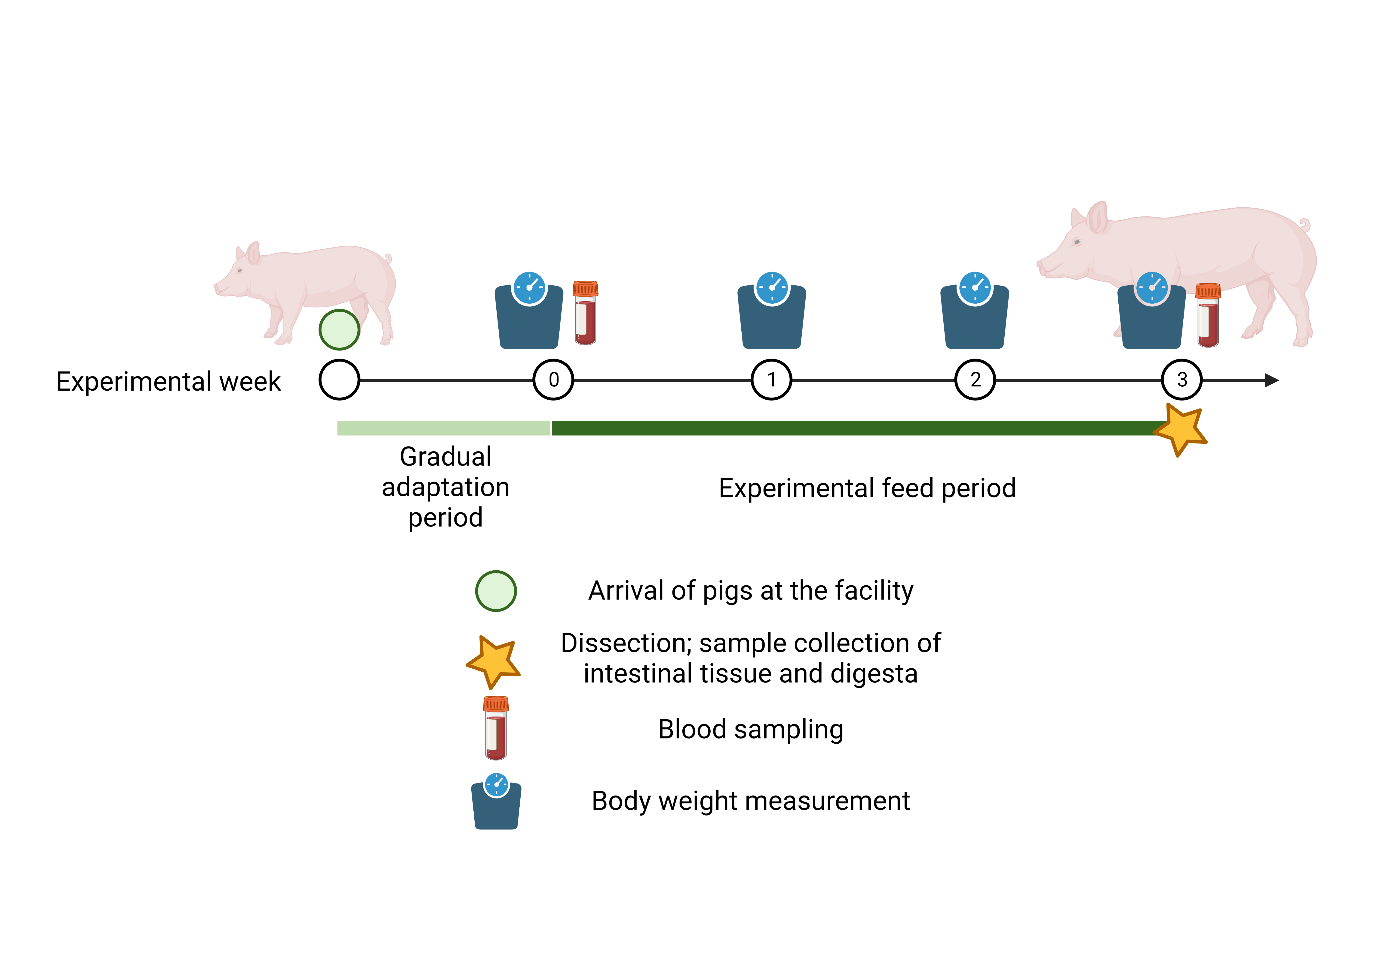 Experimental week
0
1
2
3
Gradual
adaptation
period
Experimental feed period
Arrival of pigs at the facility
Dissection; sample collection of
intestinal tissue and digesta
Blood sampling
Body weight measurement